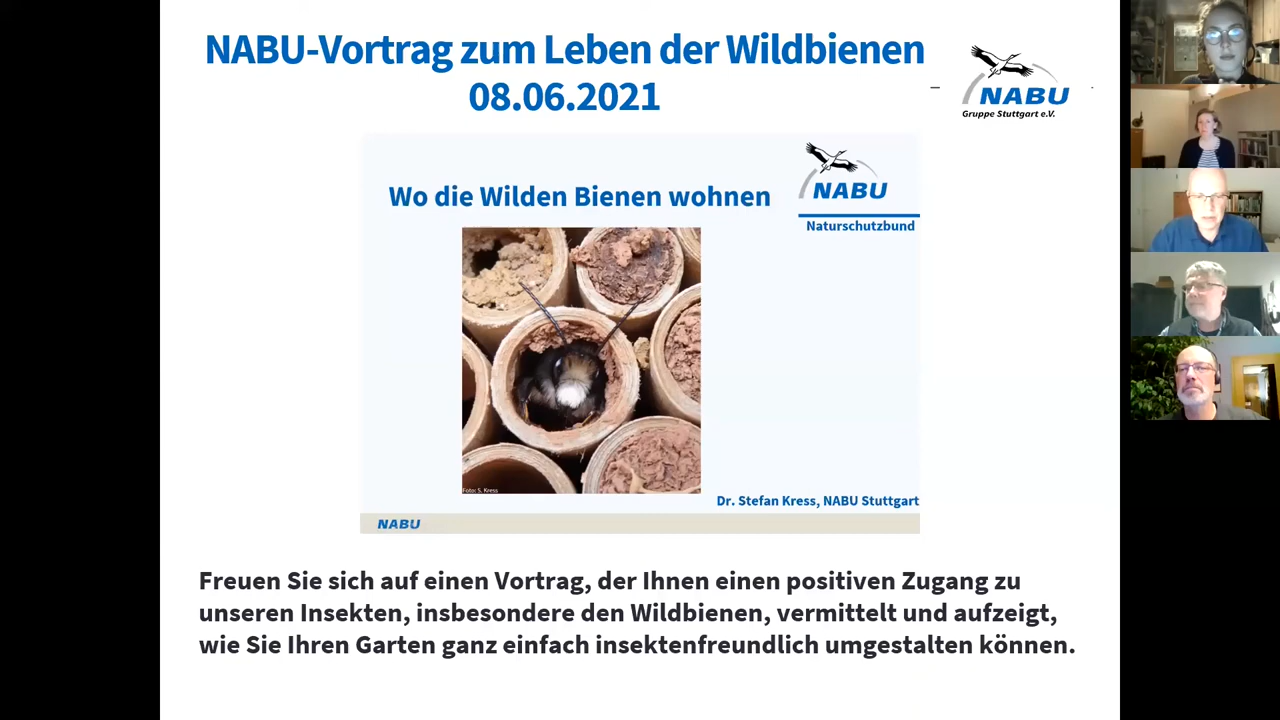 NABU-Vortrag zum Leben der Wildbienen
08.06.2021
NABU
Gruppe Stuttgart e.V.
Wo die Wilden Bienen wohnen
NABU
Naturschutzbund
Foto: S. Kress
Dr. Stefan Kress, NABU Stuttgart
NABU
Freuen Sie sich auf einen Vortrag, der Ihnen einen positiven Zugang zu
unseren Insekten, insbesondere den Wildbienen, vermittelt und aufzeigt,
wie Sie Ihren Garten ganz einfach insektenfreundlich umgestalten können.